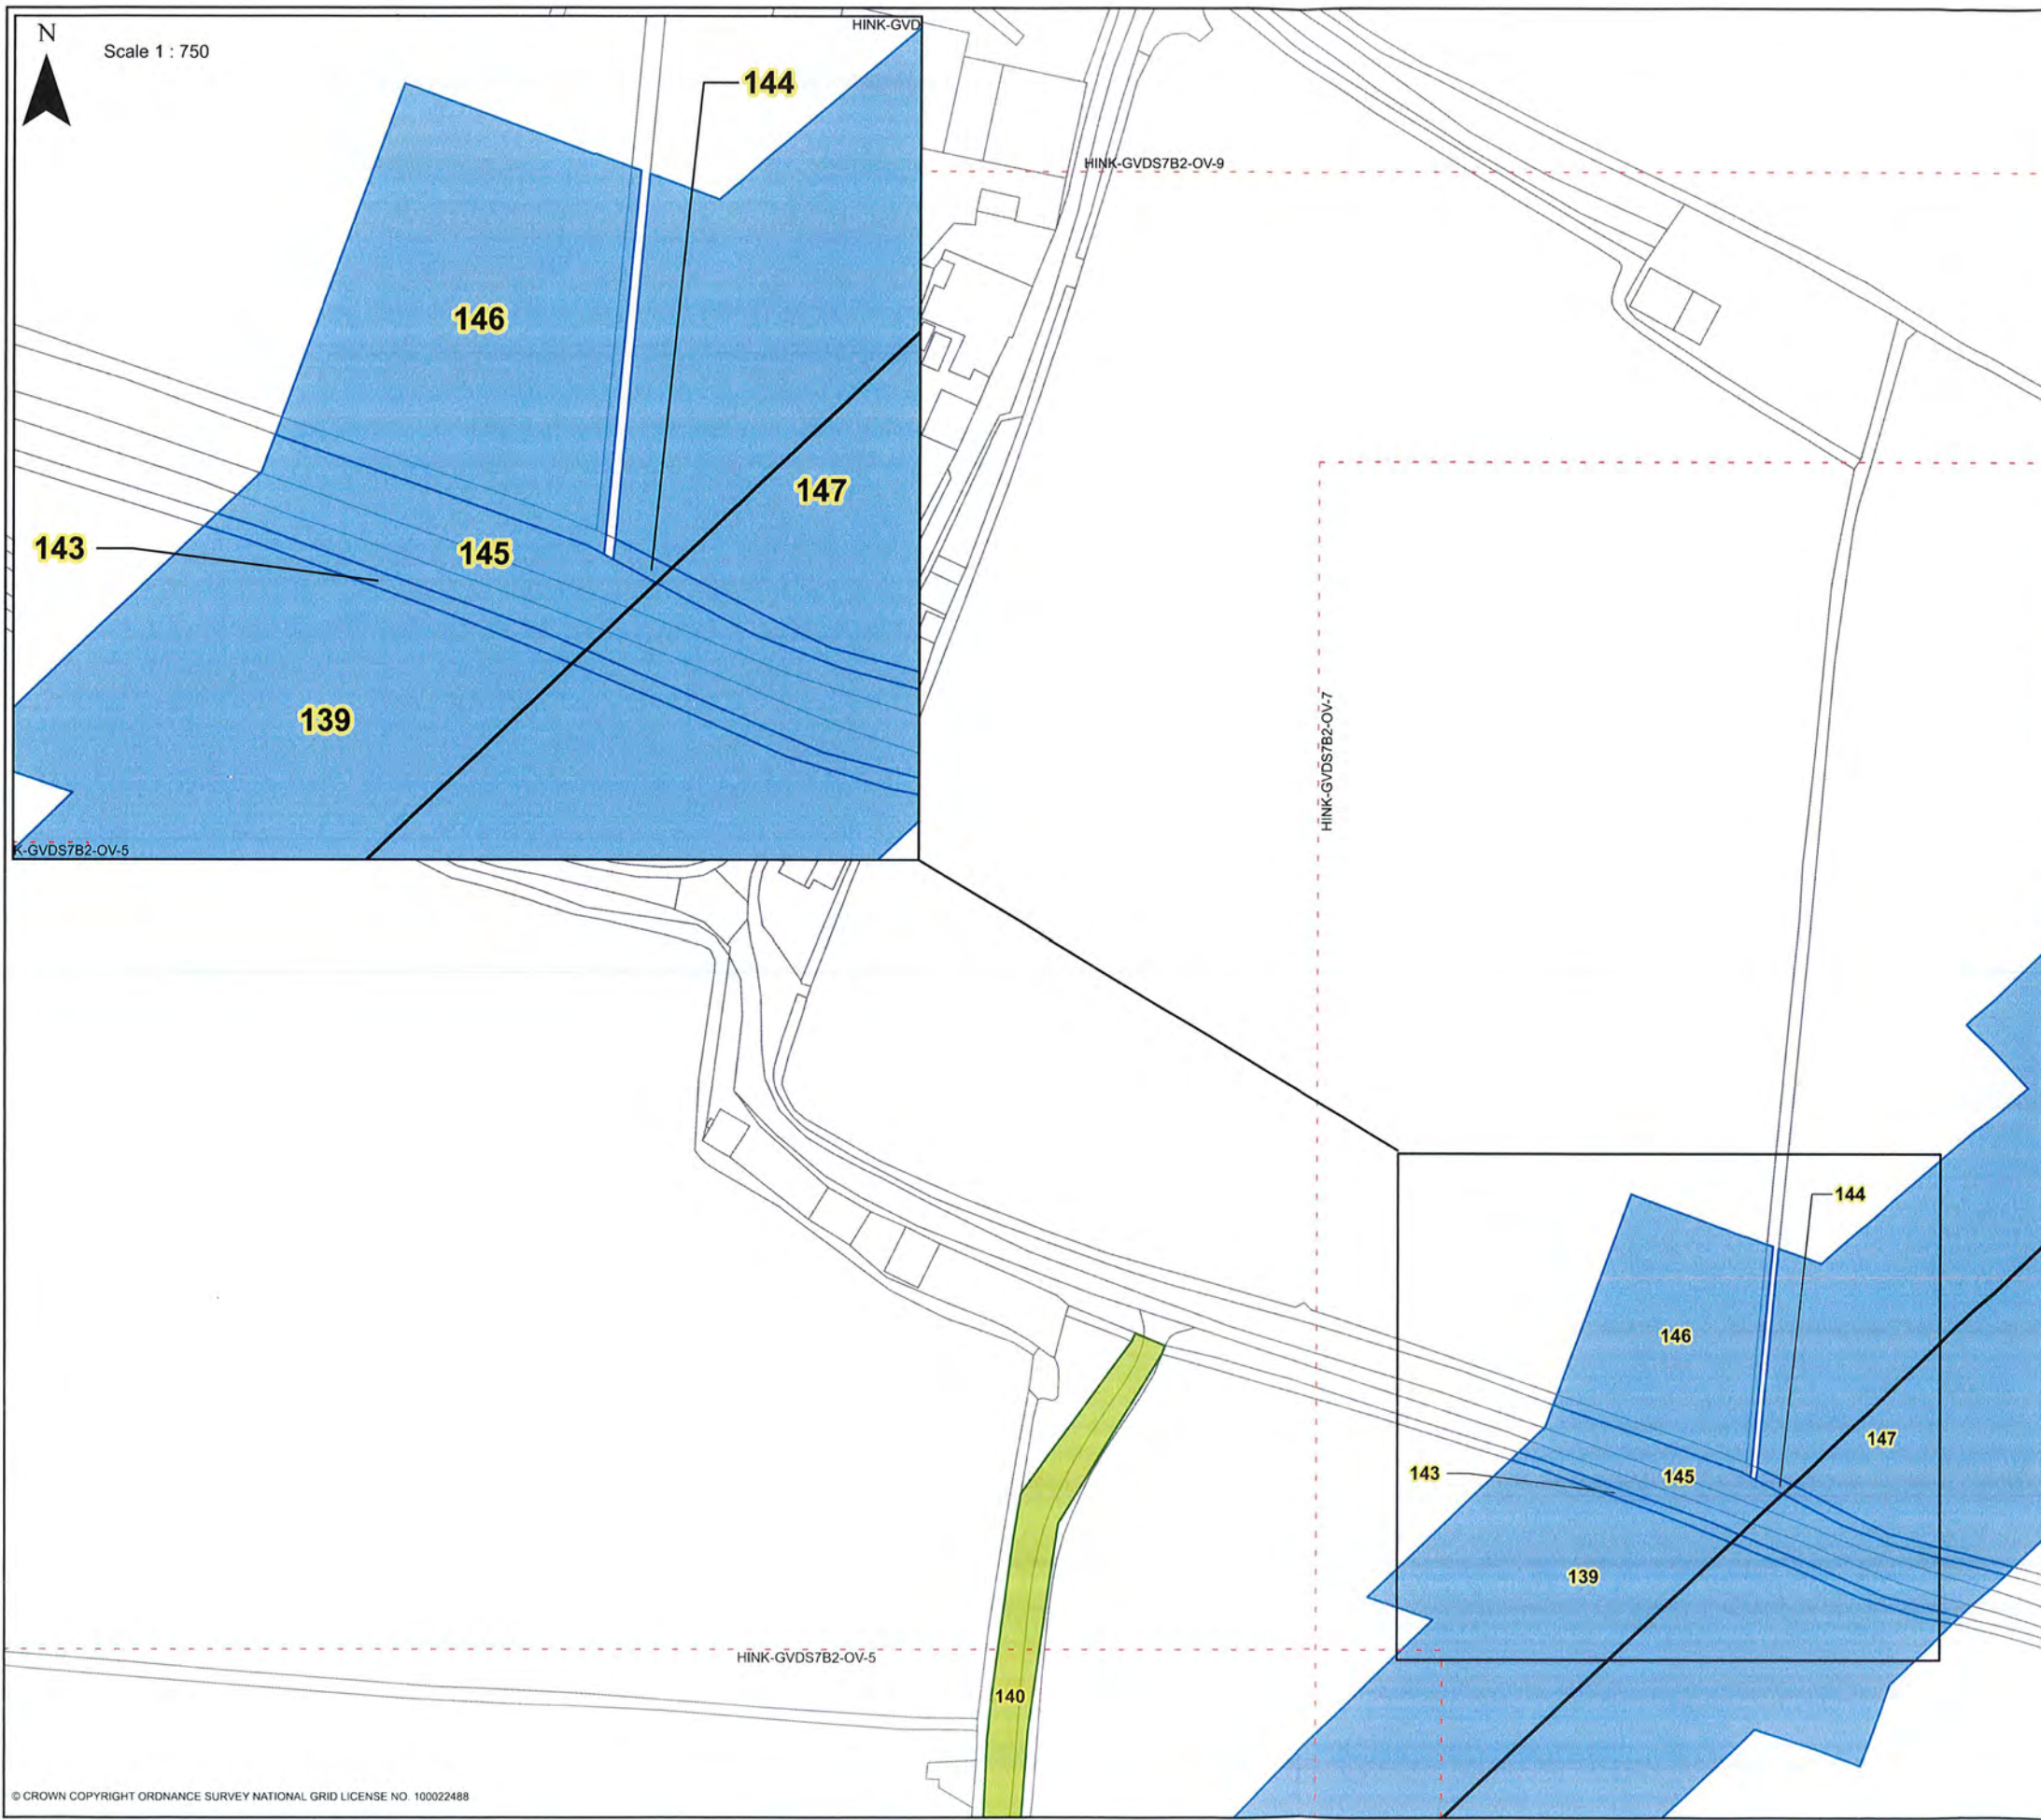 N
Scale 1 : 750
HINK-GVD
144
146
147
143
145
139
K-GVDS7B2-OV-5
HINK-GVDS7B2-OV-9
HINK-GVDS7B2-OV-7
144
146
147
143
145
139
HINK-GVDS7B2-OV-5
140
© CROWN COPYRIGHT ORDNANCE SURVEY NATIONAL GRID LICENSE NO. 100022488